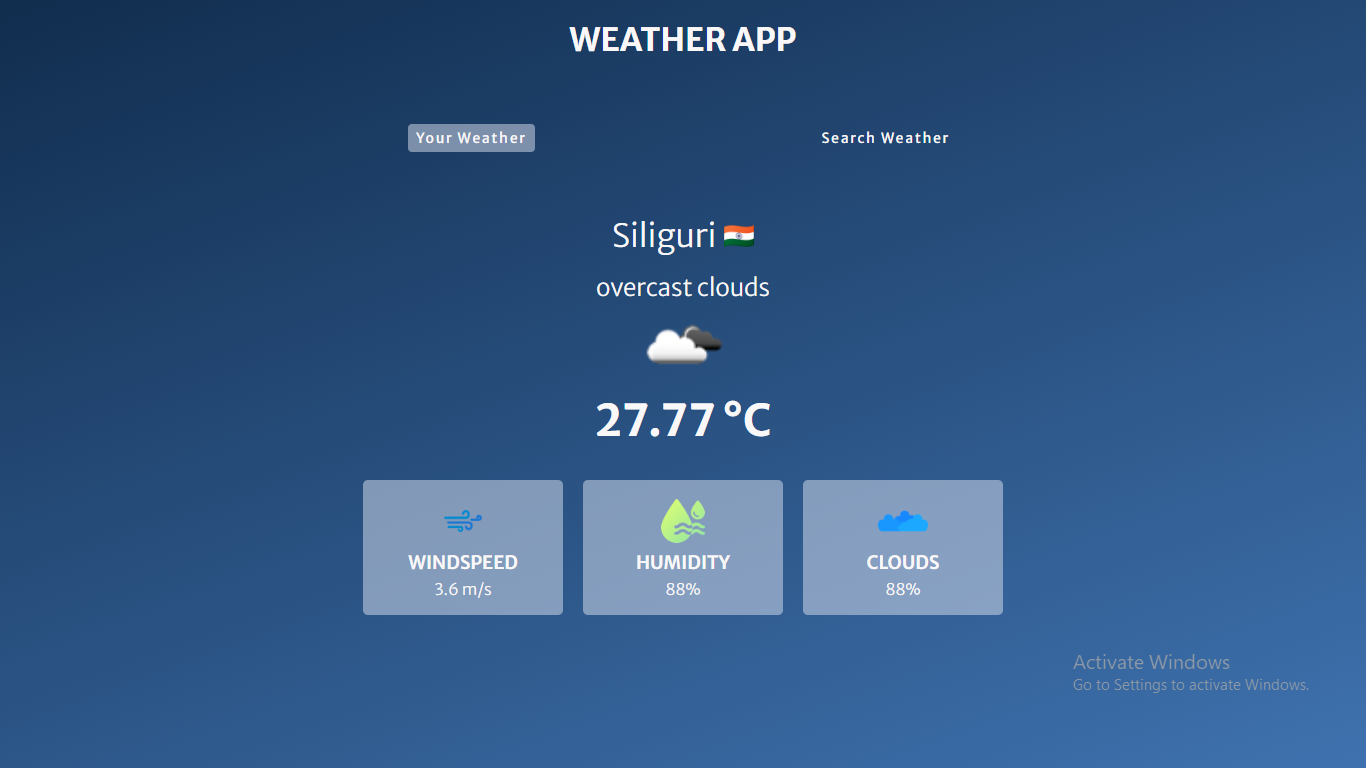 WEATHER APP
Your Weather
Search Weather
Siliguri
overcast clouds
27.77 °C
WINDSPEED
3.6 m/s
HUMIDITY
88%
CLOUDS
88%
Activate Windows
Go to Settings to activate Windows.